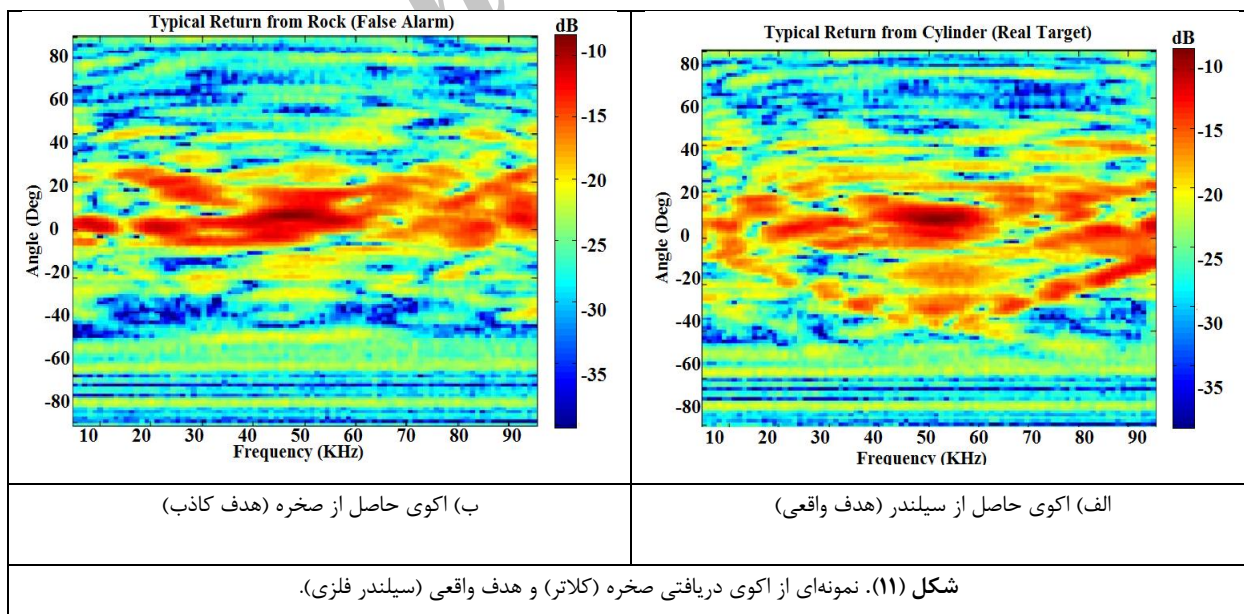 Typical Return from Rock (False Alarm)
dB
80
60
40
20
0
-20
-40
-60
-80
Angle (Deg)
10 20 30 40 50 60 70 80 90
Frequency (KHz)
-10
-15
-20
-25
-30
-35
Typical Return from Cylinder (Real Target)
dB
80
60
40
20
0
-20
-40
-60
-80
Angle (Deg)
10 20 30 40 50 60 70 80 90
Frequency (KHz)
-10
-15
-20
-25
-30
-35
الف) اکوی حاصل از سیلندر (هدف واقعی)
ب) اکوی حاصل از صخره (هدف کاذب)
شکل (۱۱). نمونه‌ای از اکوی دریافتی صخره (کلاتر) و هدف واقعی (سیلندر فلزی).